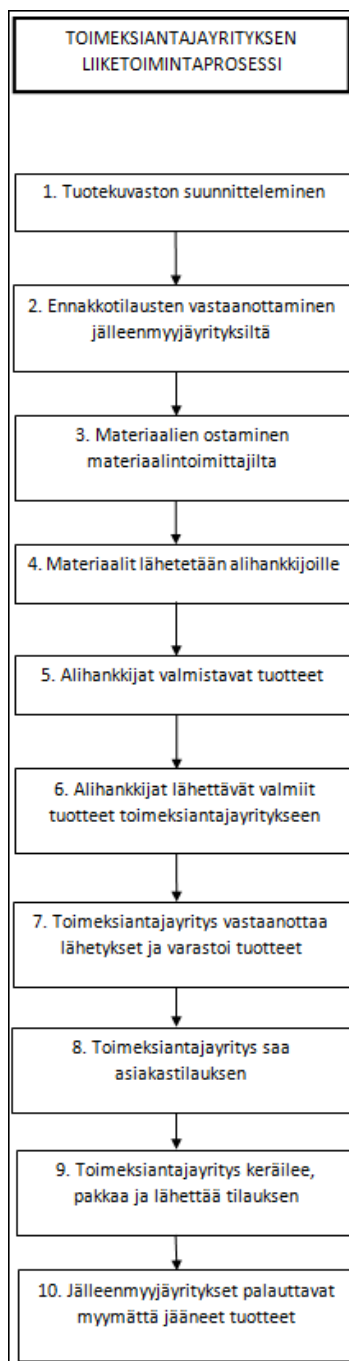 TOIMEKSIANTAJAYRITYKSEN
LIIKETOIMINTAPROSESSI
1. Tuotekuvaston suunnitteleminen
2. Ennakkotilausten vastaanottaminen
jälleenmyyjäyrityksiltä
3. Materiaalien ostaminen
materiaalintoimittajilta
4. Materiaalit lähetetään alihankkijoille
5. Alihankkijat valmistavat tuotteet
6. Alihankkijat lähettävät valmiit
tuotteet toimeksiantajayritykseen
7. Toimeksiantajayritys vastaanottaa
lähetykset ja varastoi tuotteet
8. Toimeksiantajayritys saa
asiakastilauksen
9. Toimeksiantajayritys keräilee,
pakkaa ja lähettää tilauksen
10. Jälleenmyyjäyritykset palauttavat
myymättä jääneet tuotteet